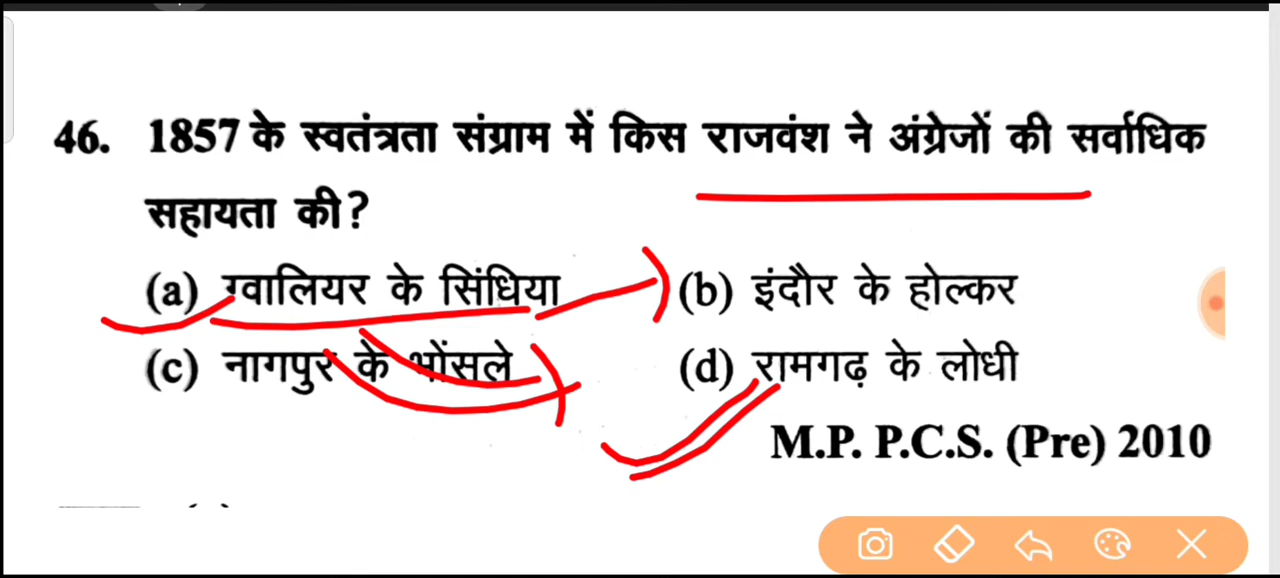 46. 1857 के स्वतंत्रता संग्राम में किस राजवंश ने अंग्रेजों की सर्वाधिक
सहायता की?
(a) ग्वालियर के सिंधिया (b) इंदौर के होल्कर
(c) नागपुर के भोंसले (d) रामगढ़ के लोधी
M.P. P.C.S. (Pre) 2010